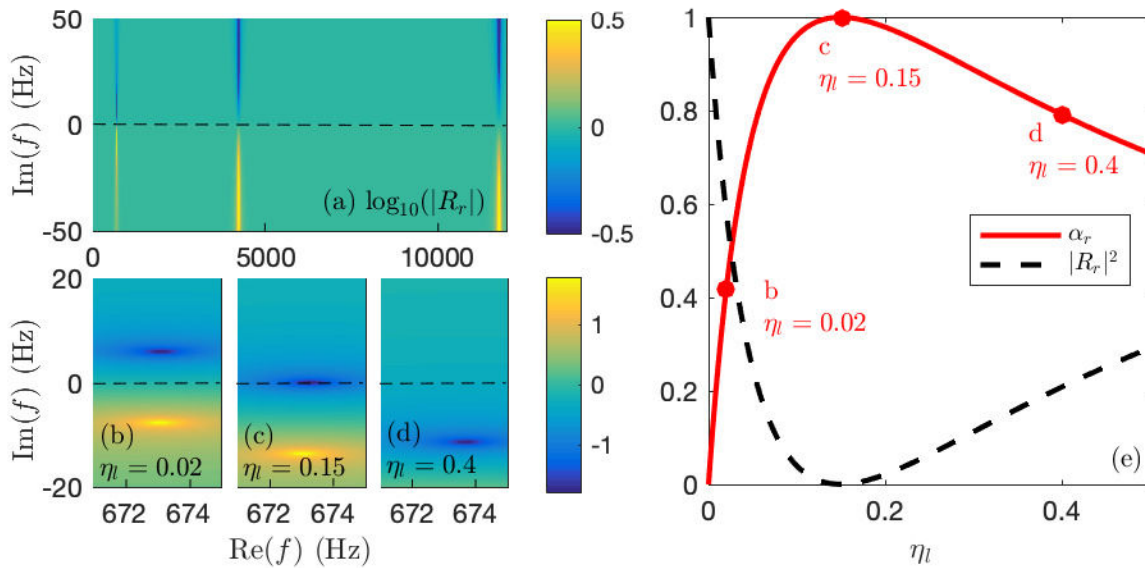 50
0
-50
Im(f) (Hz)
(a) log₁₀(|Rᵣ|)
0
5000
10000
0.5
0
-0.5
20
0
-20
Im(f) (Hz)
(b)
ηₗ = 0.02
(c)
ηₗ = 0.15
(d)
ηₗ = 0.4
672 674
672 674
672 674
Re(f) (Hz)
1
0
-1
1
0.8
0.6
0.4
0.2
0
c
ηₗ = 0.15
d
ηₗ = 0.4
αᵣ
|Rᵣ|²
b
ηₗ = 0.02
(e)
0
0.2
0.4
ηₗ